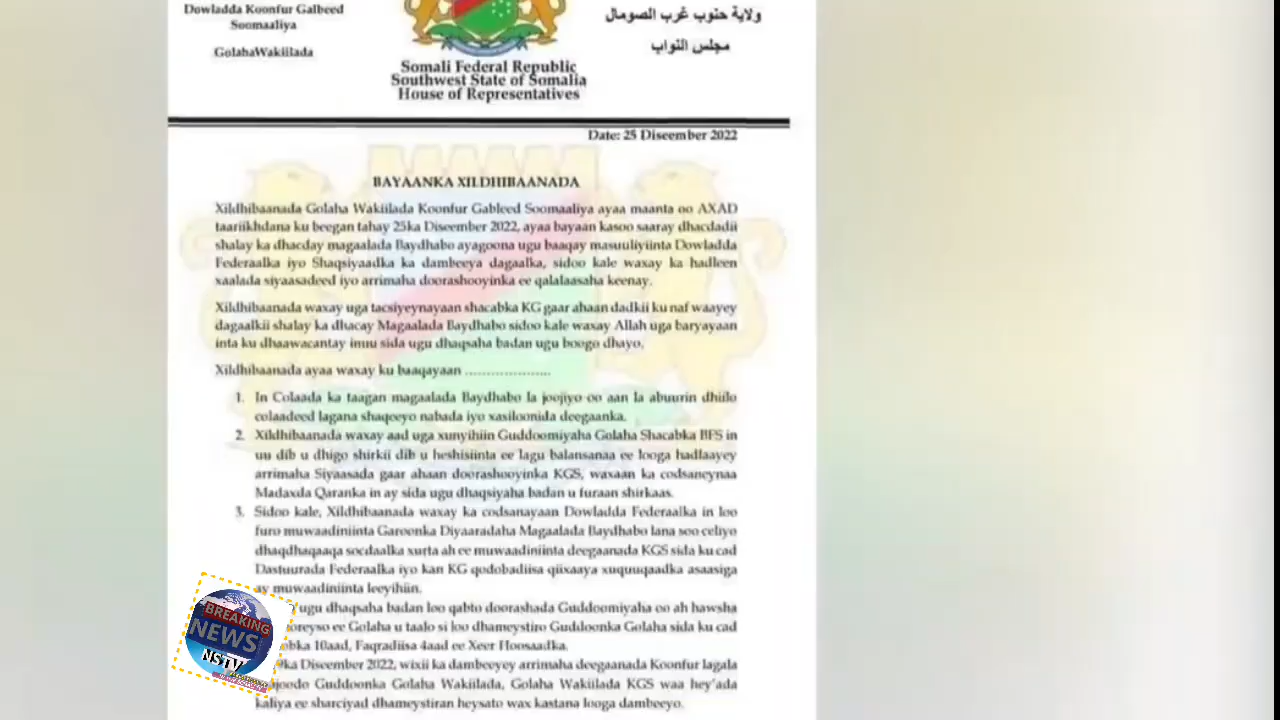 Dowladda Koonfur Galbeed
Soomaaliya
GolahaWakiilada
ولاية جنوب غرب الصومال
مجلس النواب
Somali Federal Republic
Southwest State of Somalia
House of Representatives
Date: 25 Diseember 2022
BAYAANKA XILDHIBAANADA
Xildhibaanada Golaha Wakiilada Koonfur Gableed Soomaaliya ayaa maanta oo AXAD
taariikhdana ku beegan tahay 25ka Diseember 2022, ayaa bayaan kasoo saaray dhacdadii
shalay ka dhacday magaalada Baydhabo ayagoona ugu baaqay masuuliyiinta Dowladda
Federaalka iyo Shaqsiyaadka ka dambeeya dagaalka, sidoo kale waxay ka hadleen
xaalada siyaasadeed iyo arrimaha doorashooyinka ee qalalaasaha keenay.
Xildhibaanada waxay uga tacsiyeynayaan shacabka KG gaar ahaan dadkii ku naf waayey
dagaalkii shalay ka dhacay Magaalada Baydhabo sidoo kale waxay Allah uga baryayaan
inta ku dhaawacantay inuu sida ugu dhaqsaha badan ugu boogo dhayo.
Xildhibaanada ayaa waxay ku baaqayaan ....................
1. In Colaada ka taagan magaalada Baydhabo la joojiyo oo aan la abuurin dhiilo
colaadeed lagana shaqeeyo nabada iyo xasiloonida deegaanka.
2. Xildhibaanada waxay aad uga xunyihiin Guddoomiyaha Golaha Shacabka BFS in
uu dib u dhigo shirkii dib u heshisiinta ee lagu balansanaa ee looga hadlaayey
arrimaha Siyaasada gaar ahaan doorashooyinka KGS, waxaan ka codsaneynaa
Madaxda Qaranka in ay sida ugu dhaqsiyaha badan u furaan shirkaas.
3. Sidoo kale, Xildhibaanada waxay ka codsanayaan Dowladda Federaalka in loo
furo muwaadiniinta Garoonka Diyaaradaha Magaalada Baydhabo lana soo celiyo
dhaqdhaqaaqa socdaalka xurta ah ee muwaadiniinta deegaanada KGS sida ku cad
Dastuurada Federaalka iyo kan KG qodobadiisa qiixaaya xuquuqaadka asaasiga
ay muwaadiniinta leeyihiin.
ugu dhaqsaha badan loo qabto doorashada Guddoomiyaha oo ah hawsha
oreyso ee Golaha u taalo si loo dhameystiro Guddoonka Golaha sida ku cad
bka 10aad, Faqradiisa 4aad ee Xeer Hoosaadka.
ka Diseember 2022, wixii ka dambeeyey arrimaha deegaanada Koonfur lagala
joodo Guddoonka Golaha Wakiilada, Golaha Wakiilada KGS waa hey'ada
kaliya ee sharciyad dhameystiran heysato wax kastana looga dambeeyo.
BREAKING
NEWS
NSTV